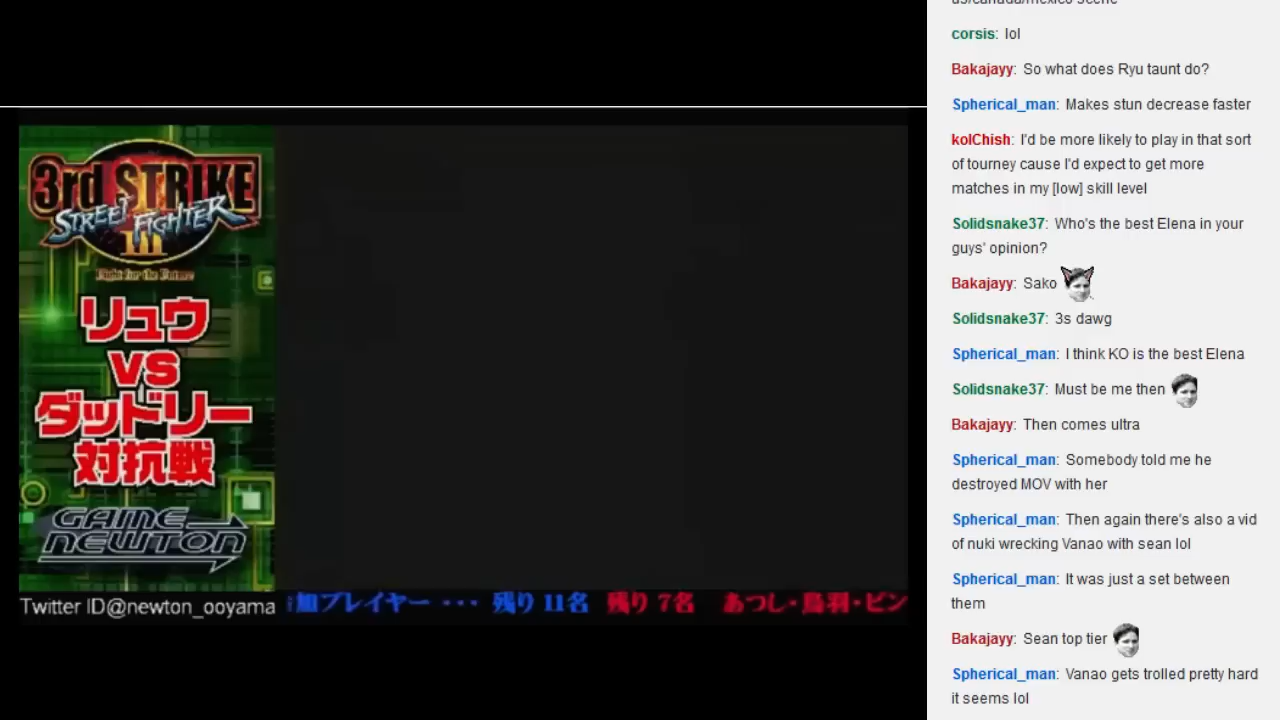 us/canada/mexico scene
corsis: lol
Bakajayy: So what does Ryu taunt do?
Spherical_man: Makes stun decrease faster
kolChish: I'd be more likely to play in that sort
of tourney cause I'd expect to get more
matches in my [low] skill level
Solidsnake37: Who's the best Elena in your
guys' opinion?
Bakajayy: Sako
Solidsnake37: 3s dawg
Spherical_man: I think KO is the best Elena
Solidsnake37: Must be me then
Bakajayy: Then comes ultra
Spherical_man: Somebody told me he
destroyed MOV with her
Spherical_man: Then again there's also a vid
of nuki wrecking Vanao with sean lol
Spherical_man: It was just a set between
them
Bakajayy: Sean top tier
Spherical_man: Vanao gets trolled pretty hard
it seems lol
3rd STRIKE
STREET FIGHTER
III
Fight for the Future
リュウ
VS
ダッドリー
対抗戦
GAME
NEWTON
Twitter ID@newton_ooyama
加プレイヤー ・・・ 残り 11名 残り 7名 あつし・鳥羽・ピン